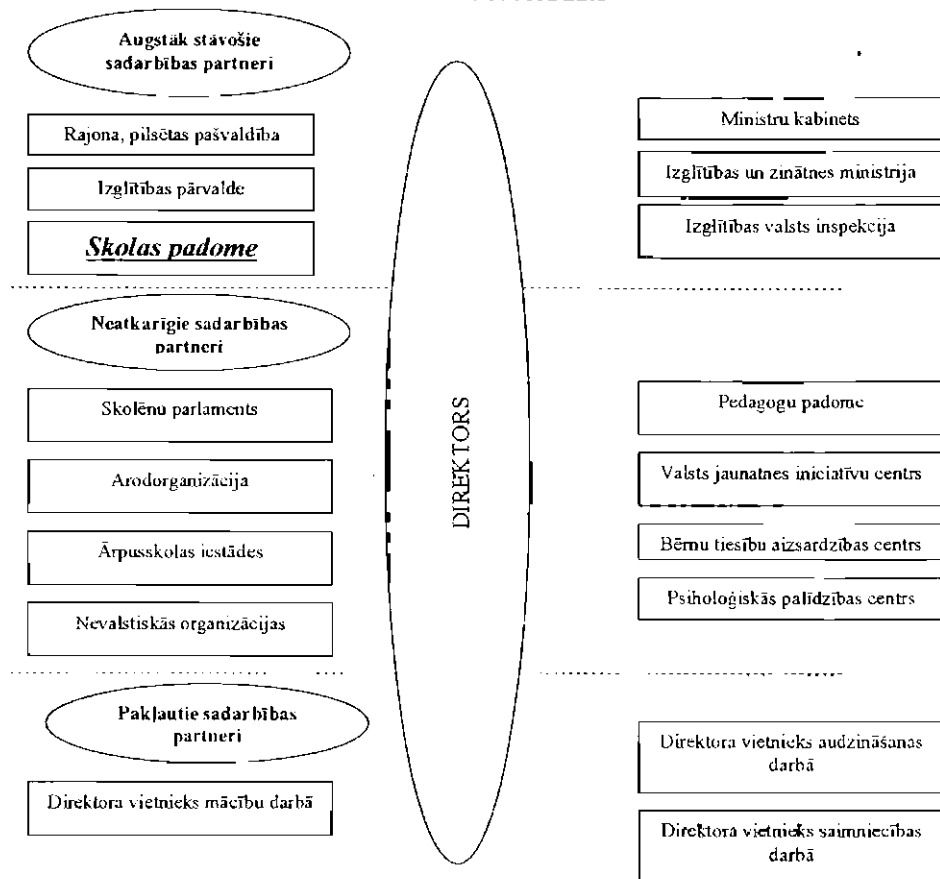 Augstāk stāvošie
sadarbības partneri
Rajona, pilsētas pašvaldība
Izglītības pārvalde
Skolas padome
Ministru kabinets
Izglītības un zinātnes ministrija
Izglītības valsts inspekcija
Neatkarīgie sadarbības
partneri
Skolēnu parlaments
Arodorganizācija
Ārpusskolas iestādes
Nevalstiskās organizācijas
DIREKTORS
Pedagogu padome
Valsts jaunatnes iniciatīvu centrs
Bērnu tiesību aizsardzības centrs
Psiholoģiskās palīdzības centrs
Pakļautie sadarbības
partneri
Direktora vietnieks mācību darbā
Direktora vietnieks audzināšanas
darbā
Direktora vietnieks saimniecības
darbā